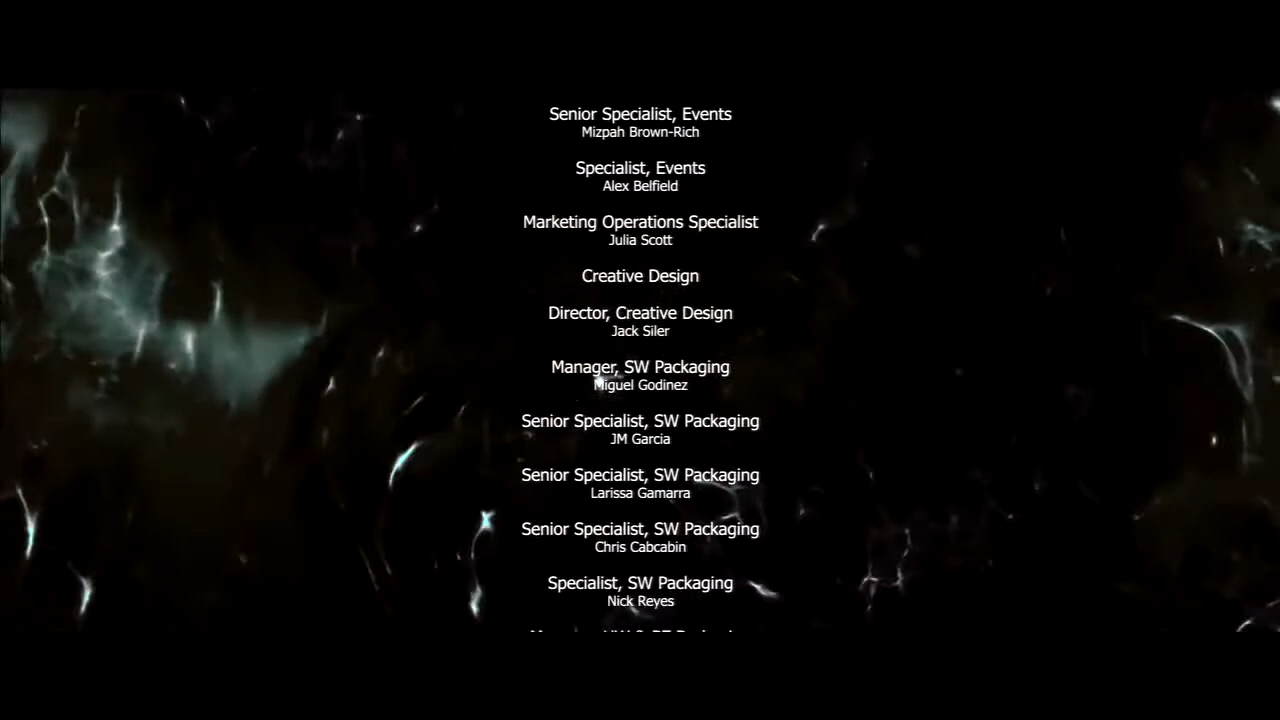 Senior Specialist, Events
Mizpah Brown-Rich
Specialist, Events
Alex Belfield
Marketing Operations Specialist
Julia Scott
Creative Design
Director, Creative Design
Jack Siler
Manager, SW Packaging
Miguel Godinez
Senior Specialist, SW Packaging
JM Garcia
Senior Specialist, SW Packaging
Larissa Gamarra
Senior Specialist, SW Packaging
Chris Cabcabin
Specialist, SW Packaging
Nick Reyes